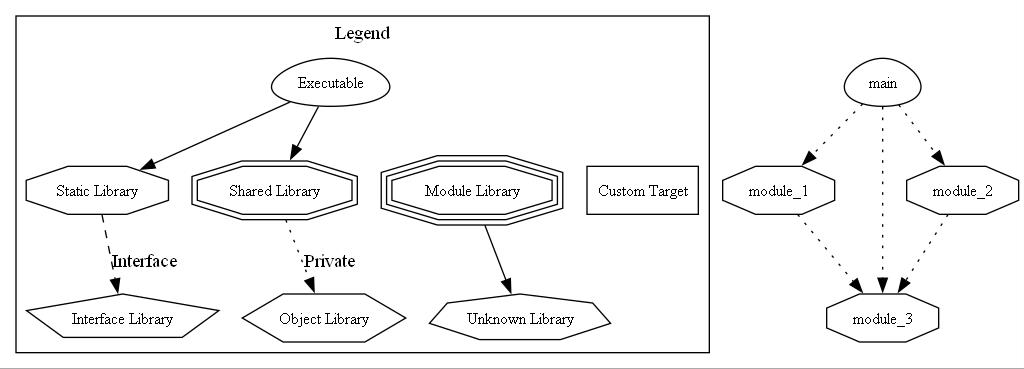 Legend
Executable
Static Library
Shared Library
Module Library
Custom Target
Interface
Private
Interface Library
Object Library
Unknown Library
main
module_1
module_2
module_3